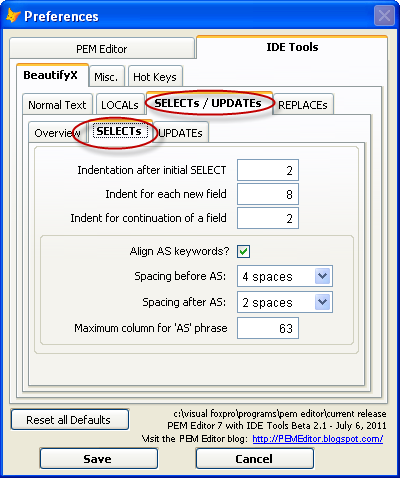 Preferences
PEM Editor IDE Tools
BeautifyX Misc. Hot Keys
Normal Text LOCALs SELECTs / UPDATEs REPLACEs
Overview SELECTs UPDATEs
Indentation after initial SELECT 2
Indent for each new field 8
Indent for continuation of a field 2
Align AS keywords?
Spacing before AS: 4 spaces
Spacing after AS: 2 spaces
Maximum column for 'AS' phrase 63
Reset all Defaults
c:\visual foxpro\programs\pem editor\current release
PEM Editor 7 with IDE Tools Beta 2.1 - July 6, 2011
Visit the PEM Editor blog: http://PEMEditor.blogspot.com/
Save Cancel